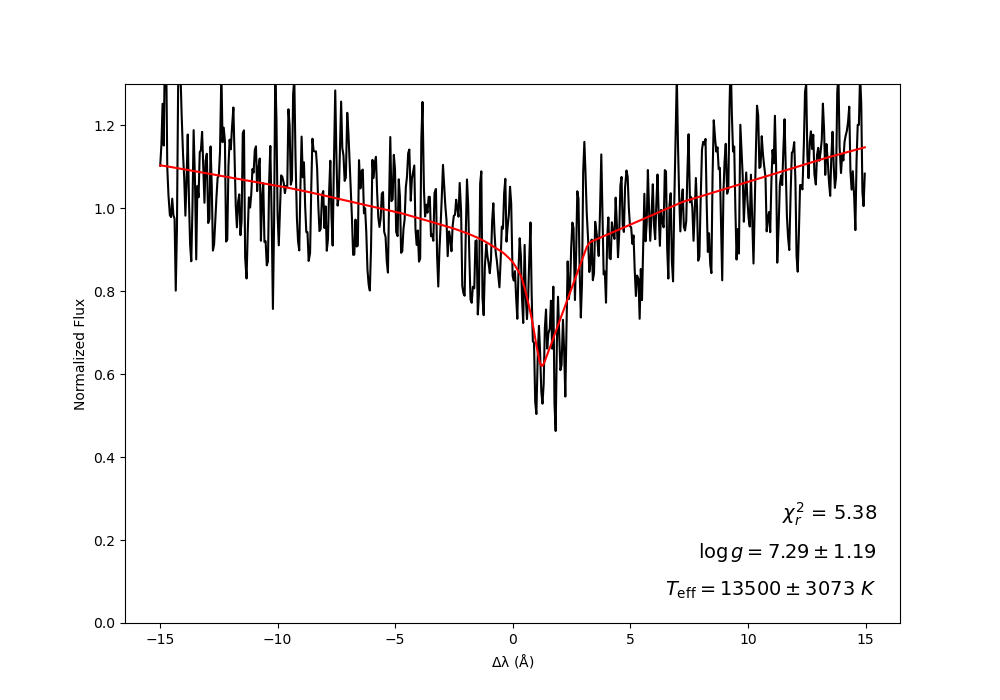 Normalized Flux
1.2
1.0
0.8
0.6
0.4
0.2
0.0
χ²ᵣ = 5.38
log g = 7.29 ± 1.19
T_eff = 13500 ± 3073 K
−15
−10
−5
0
5
10
15
Δλ (Å)